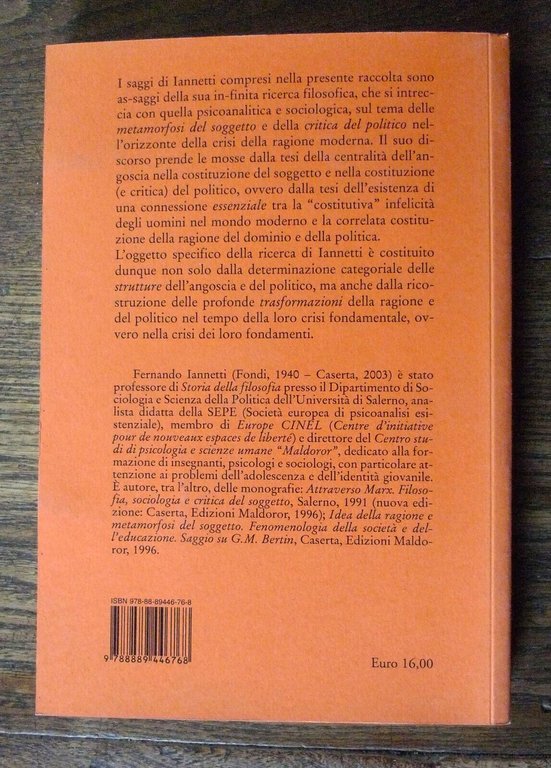 I saggi di Iannetti compresi nella presente raccolta sono
as-saggi della sua in-finita ricerca filosofica, che si intrec-
cia con quella psicoanalitica e sociologica, sul tema delle
metamorfosi del soggetto e della critica del politico nel-
l'orizzonte della crisi della ragione moderna. Il suo di-
scorso prende le mosse dalla tesi della centralità dell'an-
goscia nella costituzione del soggetto e nella costituzione
(e critica) del politico, ovvero dalla tesi dell'esistenza di
una connessione essenziale tra la "costitutiva" infelicità
degli uomini nel mondo moderno e la correlata costitu-
zione della ragione del dominio e della politica.
L'oggetto specifico della ricerca di Iannetti è costituito
dunque non solo dalla determinazione categoriale delle
strutture dell'angoscia e del politico, ma anche dalla rico-
struzione delle profonde trasformazioni della ragione e
del politico nel tempo della loro crisi fondamentale, ov-
vero nella crisi dei loro fondamenti.
Fernando Iannetti (Fondi, 1940 – Caserta, 2003) è stato
professore di Storia della filosofia presso il Dipartimento di So-
ciologia e Scienza della Politica dell'Università di Salerno, ana-
lista didatta della SEPE (Società europea di psicoanalisi esi-
stenziale), membro di Europe CINEL (Centre d'initiative
pour de nouveaux espaces de liberté) e direttore del Centro stu-
di di psicologia e scienze umane "Maldoror", dedicato alla for-
mazione di insegnanti, psicologi e sociologi, con particolare at-
tenzione ai problemi dell'adolescenza e dell'identità giovanile.
È autore, tra l'altro, delle monografie: Attraverso Marx. Filoso-
fia, sociologia e critica del soggetto, Salerno, 1991 (nuova edi-
zione: Caserta, Edizioni Maldoror, 1996); Idea della ragione e
metamorfosi del soggetto. Fenomenologia della società e del-
l'educazione. Saggio su G.M. Bertin, Caserta, Edizioni Maldo-
ror, 1996.
ISBN 978-88-89446-76-8
9 788889 446768
Euro 16,00